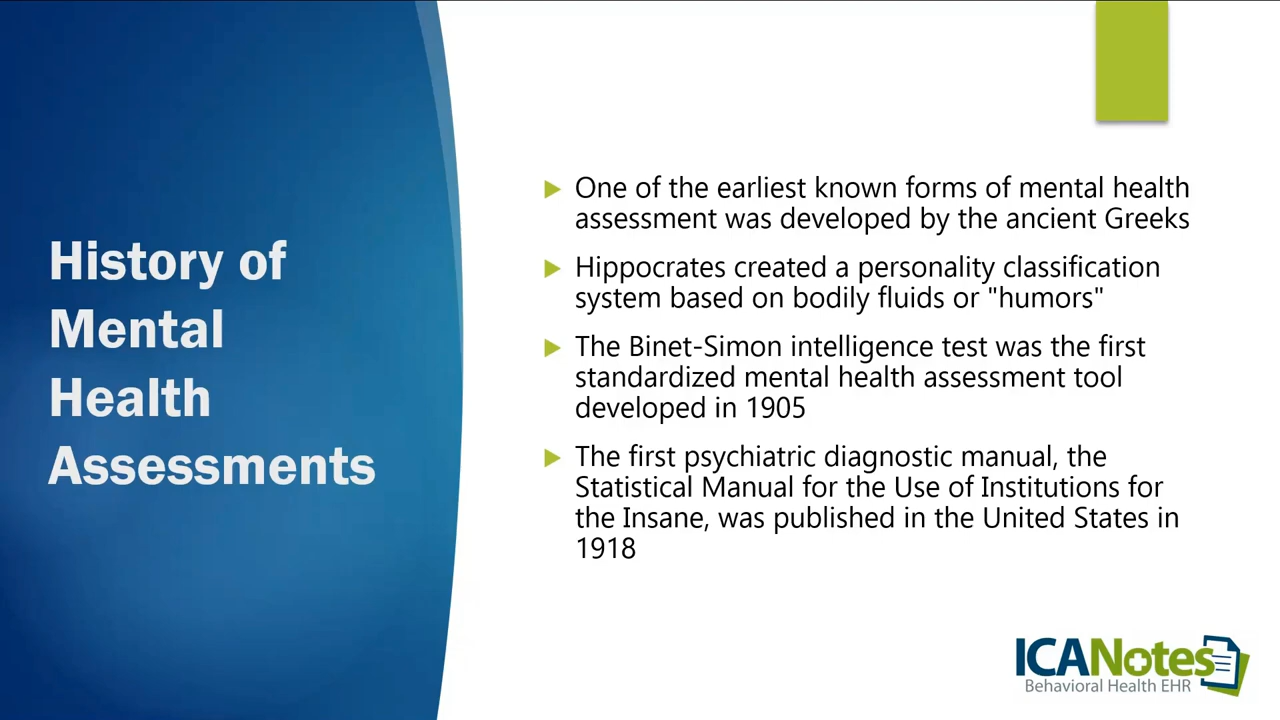 History of
Mental
Health
Assessments
One of the earliest known forms of mental health
assessment was developed by the ancient Greeks
Hippocrates created a personality classification
system based on bodily fluids or "humors"
The Binet-Simon intelligence test was the first
standardized mental health assessment tool
developed in 1905
The first psychiatric diagnostic manual, the
Statistical Manual for the Use of Institutions for
the Insane, was published in the United States in
1918
ICANotes
Behavioral Health EHR